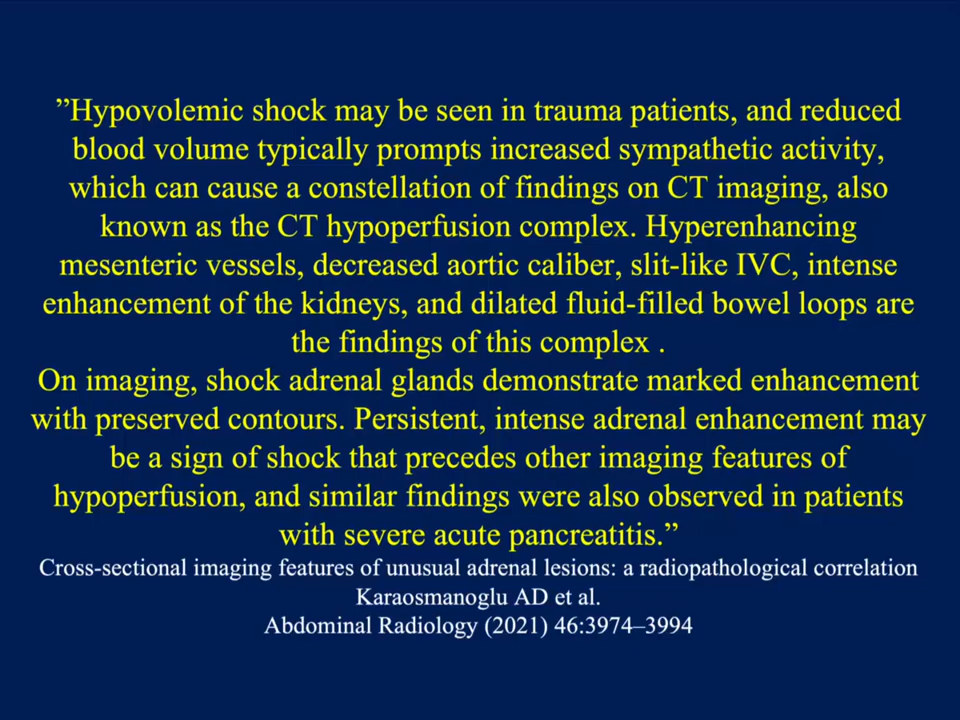 ”Hypovolemic shock may be seen in trauma patients, and reduced
blood volume typically prompts increased sympathetic activity,
which can cause a constellation of findings on CT imaging, also
known as the CT hypoperfusion complex. Hyperenhancing
mesenteric vessels, decreased aortic caliber, slit-like IVC, intense
enhancement of the kidneys, and dilated fluid-filled bowel loops are
the findings of this complex .
On imaging, shock adrenal glands demonstrate marked enhancement
with preserved contours. Persistent, intense adrenal enhancement may
be a sign of shock that precedes other imaging features of
hypoperfusion, and similar findings were also observed in patients
with severe acute pancreatitis.”
Cross-sectional imaging features of unusual adrenal lesions: a radiopathological correlation
Karaosmanoglu AD et al.
Abdominal Radiology (2021) 46:3974–3994